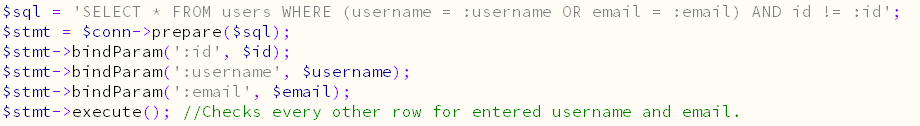 $sql = 'SELECT * FROM users WHERE (username = :username OR email = :email) AND id != :id';
$stmt = $conn->prepare($sql);
$stmt->bindParam(':id', $id);
$stmt->bindParam(':username', $username);
$stmt->bindParam(':email', $email);
$stmt->execute(); //Checks every other row for entered username and email.